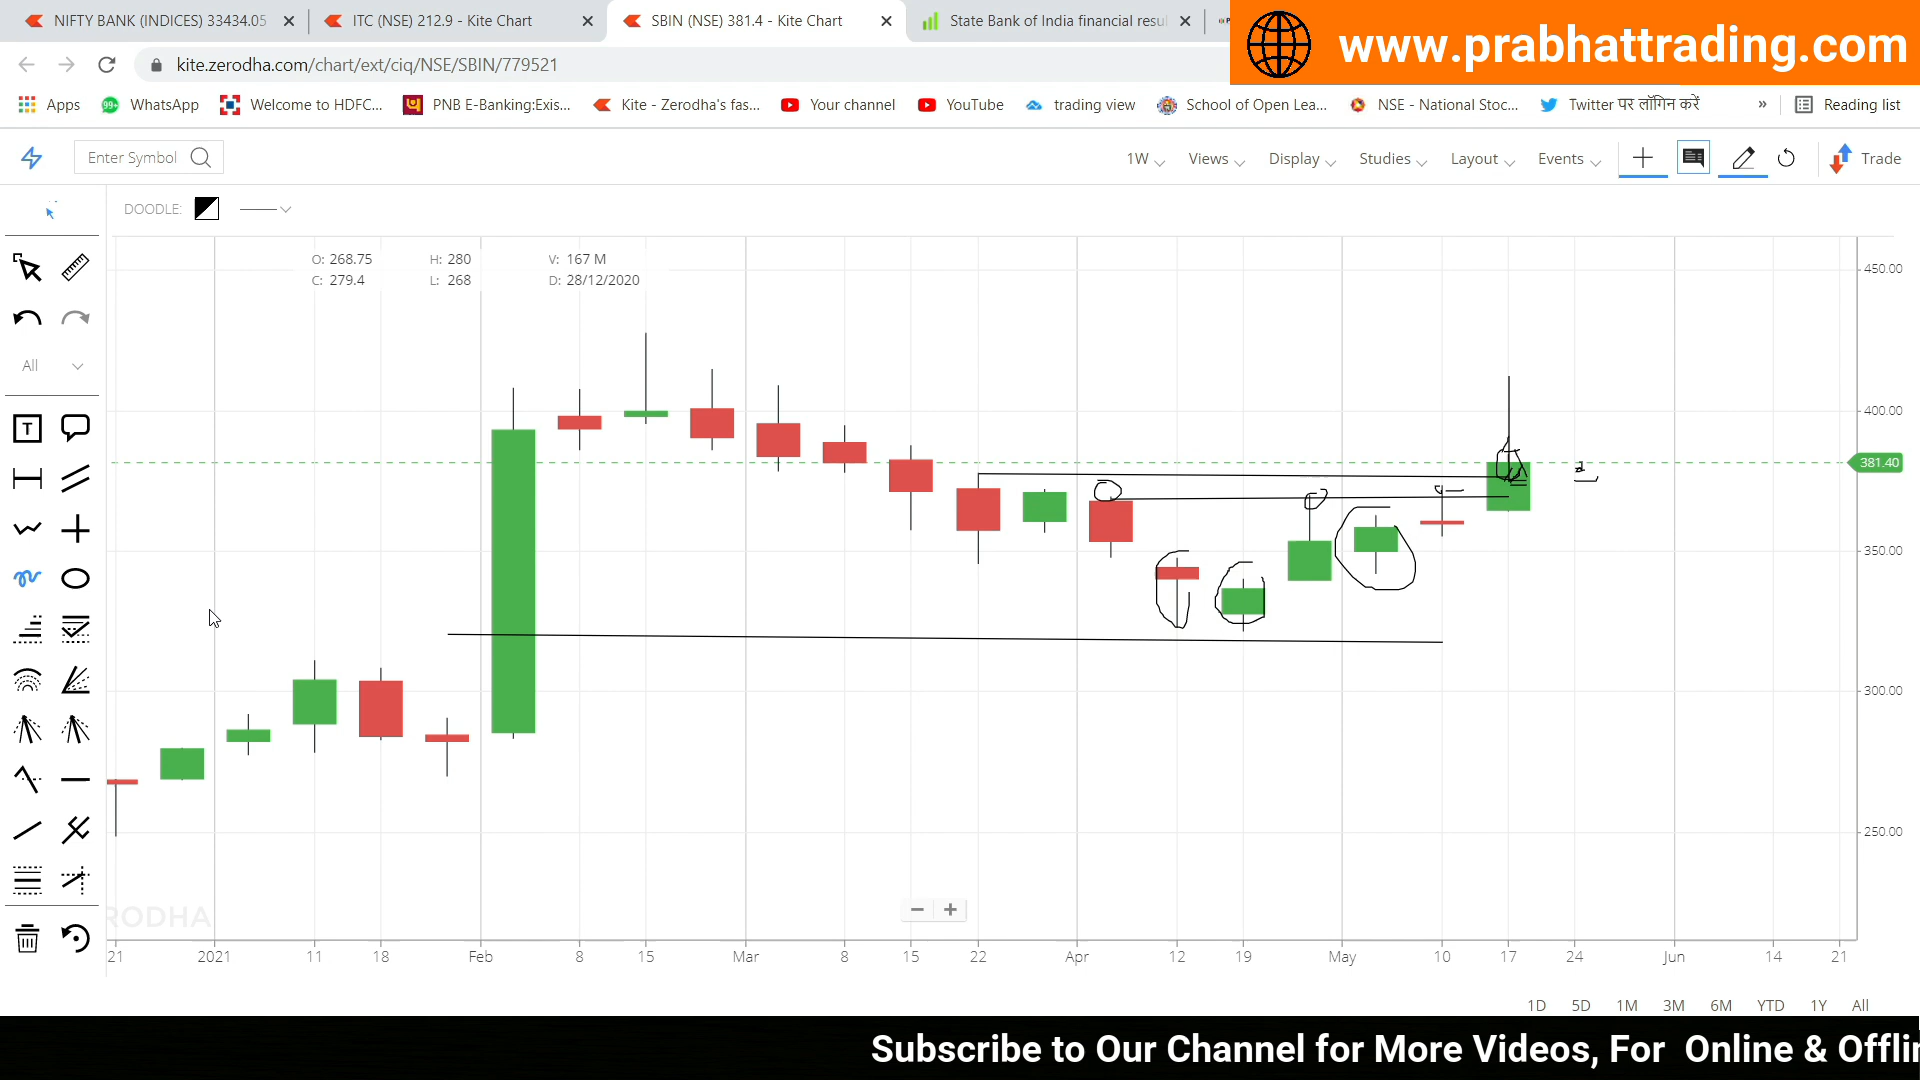 NIFTY BANK (INDICES) 33434.05
ITC (NSE) 212.9 - Kite Chart
SBIN (NSE) 381.4 - Kite Chart
State Bank of India financial resul
www.prabhattrading.com
kite.zerodha.com/chart/ext/ciq/NSE/SBIN/779521
Apps
99+
WhatsApp
Welcome to HDFC...
PNB E-Banking:Exis...
Kite - Zerodha's fas...
Your channel
YouTube
trading view
School of Open Lea...
NSE - National Stoc...
Twitter पर लॉगिन करें
»
Reading list
Enter Symbol
1W
Views
Display
Studies
Layout
Events
Trade
DOODLE:
O: 268.75 H: 280 V: 167 M
C: 279.4 L: 268 D: 28/12/2020
All
T
450.00
400.00
381.40
350.00
300.00
250.00
RODHA
− +
21 2021 11 18 Feb 8 15 Mar 8 15 22 Apr 12 19 May 10 17 24 Jun 14 21
1D 5D 1M 3M 6M YTD 1Y All
Subscribe to Our Channel for More Videos, For Online & Offli